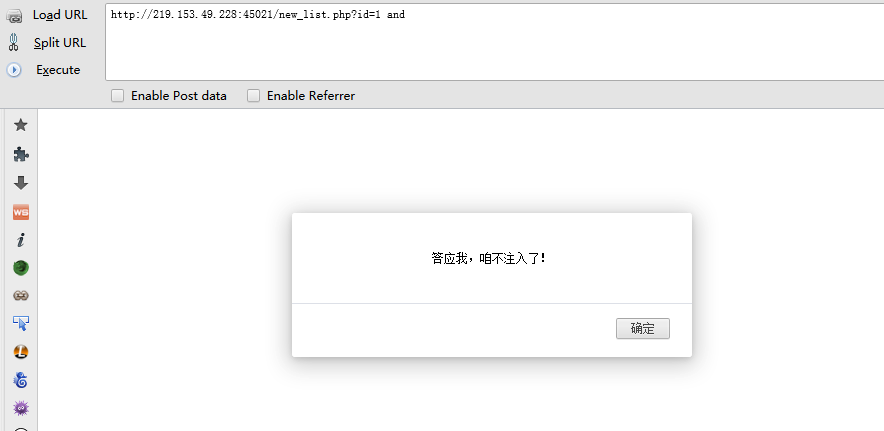 Load URL
http://219.153.49.228:45021/new_list.php?id=1 and
Split URL
Execute
Enable Post data
Enable Referrer
WS
答应我，咱不注入了！
确定